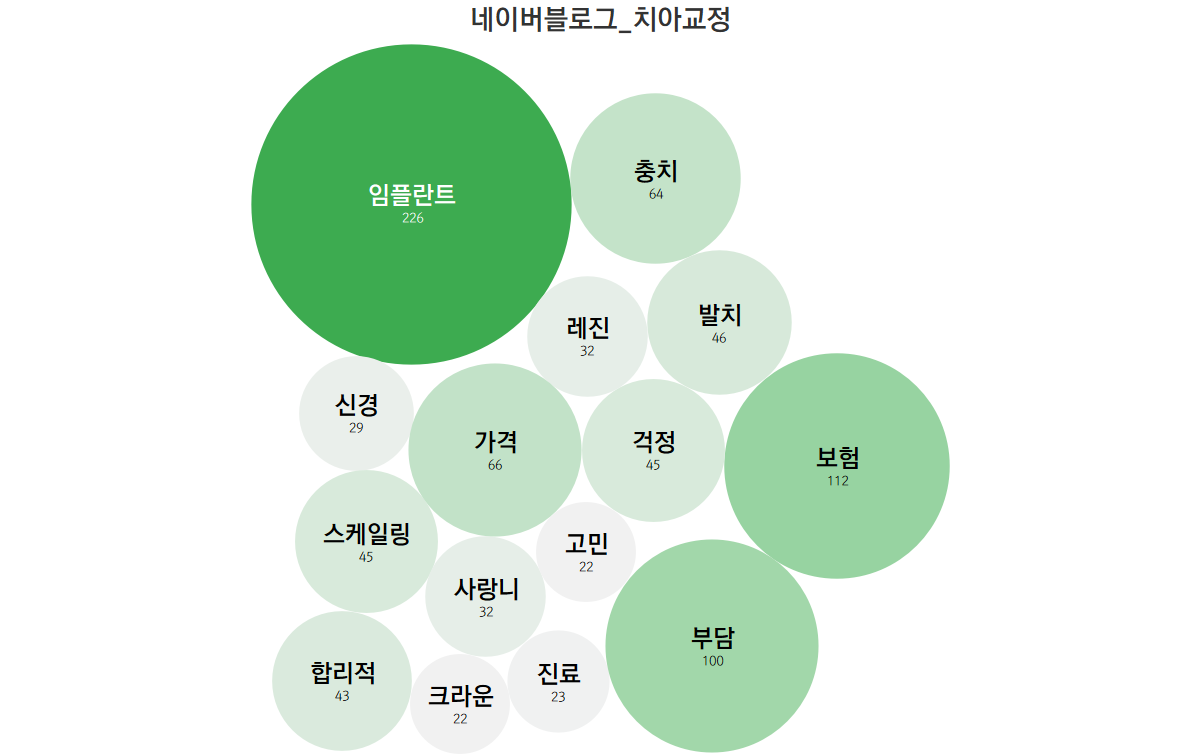 네이버블로그_치아교정
임플란트
226
충치
64
레진
32
발치
46
신경
29
가격
66
걱정
45
보험
112
스케일링
45
고민
22
사랑니
32
부담
100
합리적
43
크라운
22
진료
23